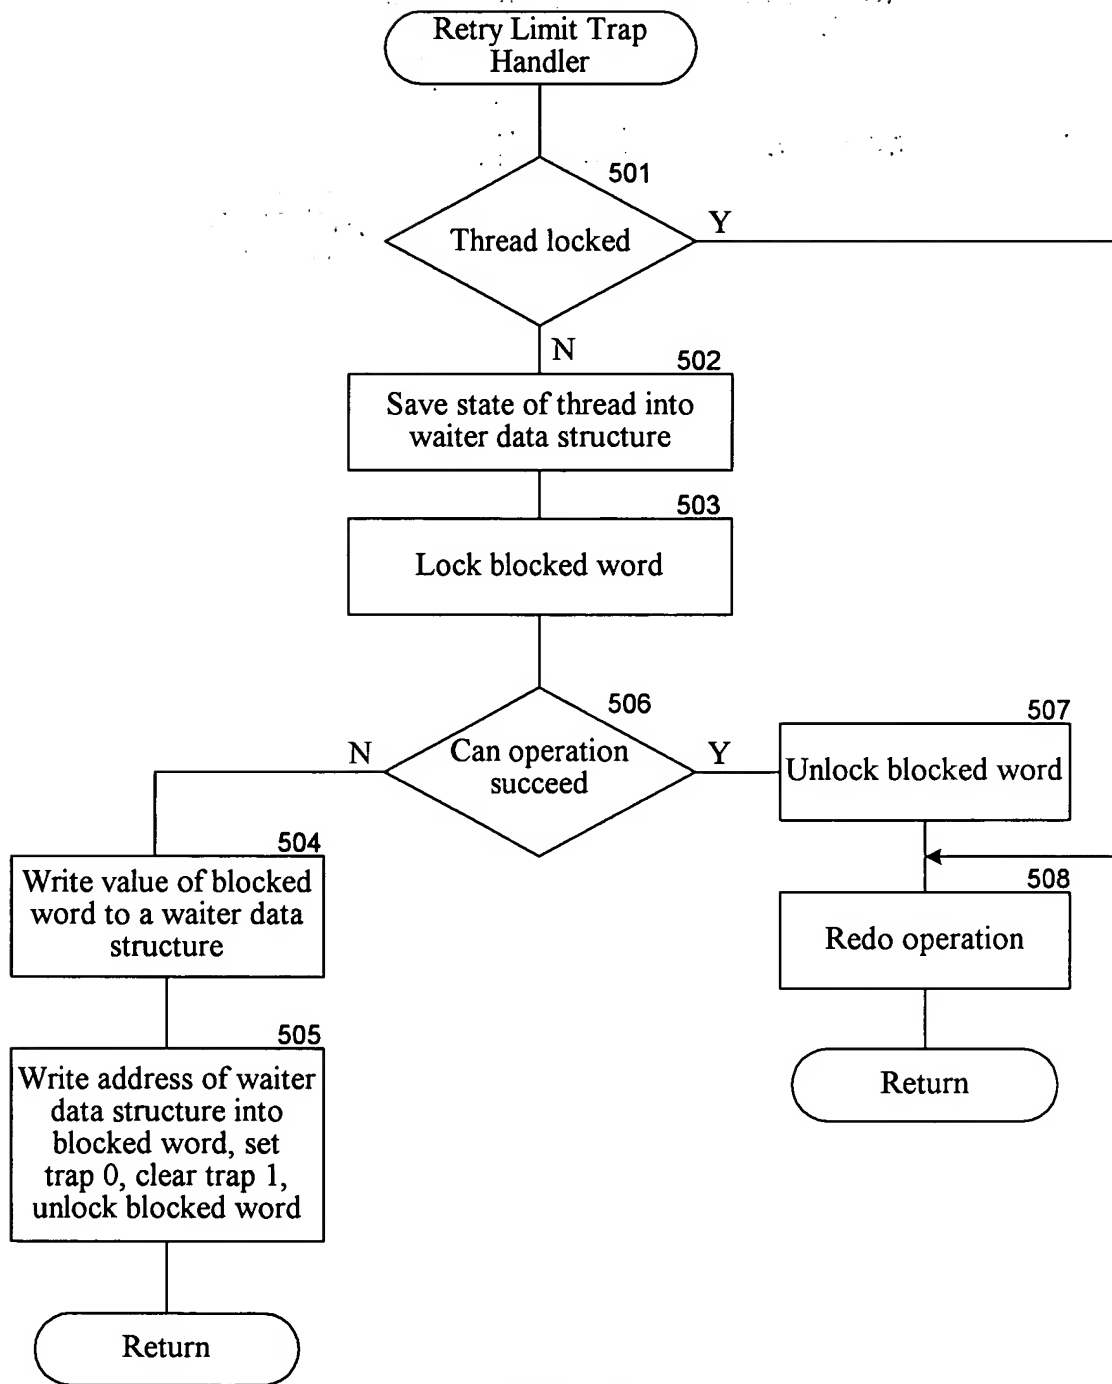 Retry Limit Trap
Handler
501
Thread locked
Y
N
502
Save state of thread into
waiter data structure
503
Lock blocked word
506
Can operation
succeed
N
Y
507
Unlock blocked word
504
Write value of blocked
word to a waiter data
structure
508
Redo operation
505
Write address of waiter
data structure into
blocked word, set
trap 0, clear trap 1,
unlock blocked word
Return
Return